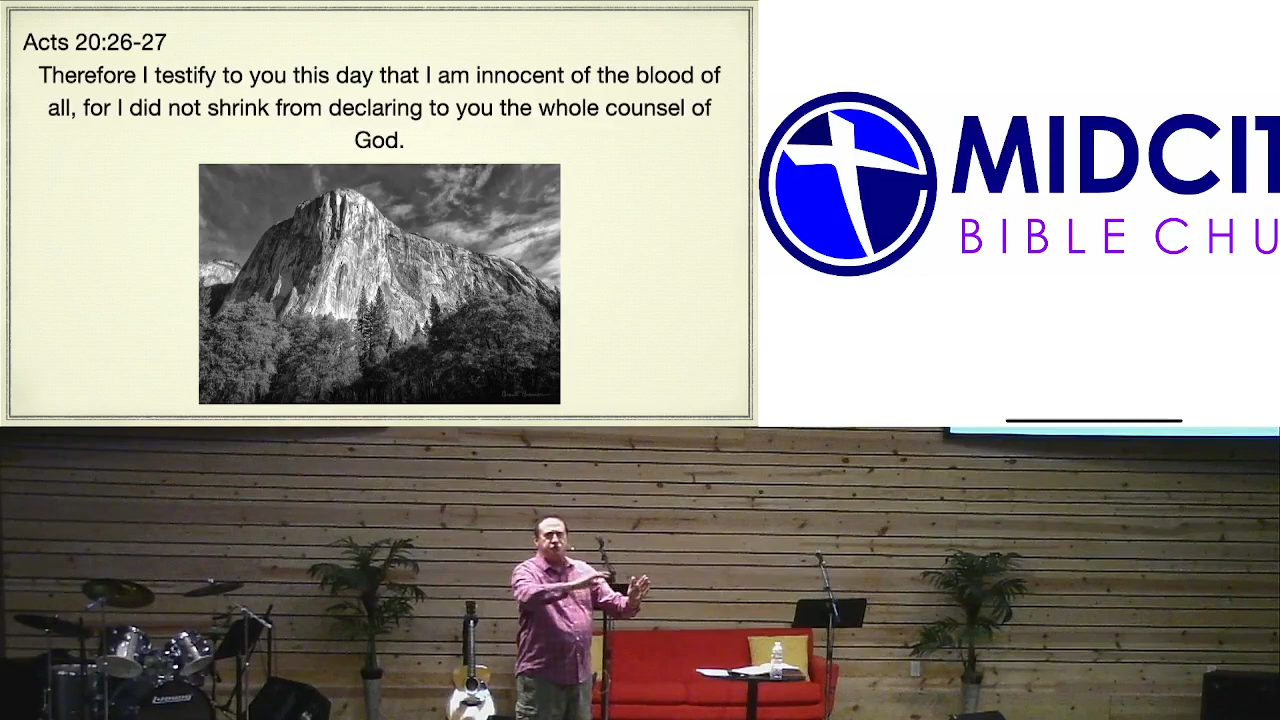 Acts 20:26-27
Therefore I testify to you this day that I am innocent of the blood of
all, for I did not shrink from declaring to you the whole counsel of
God.
MIDCIT
BIBLE CHU